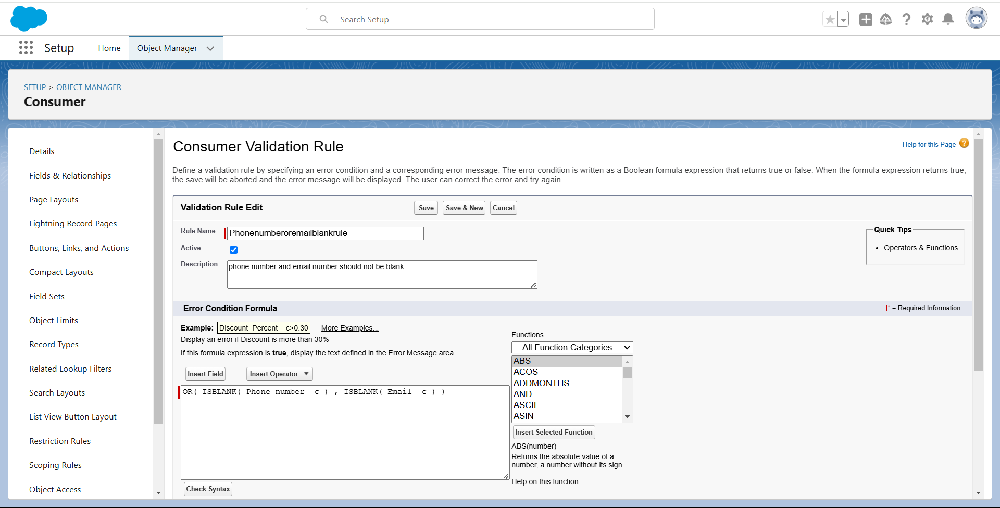 Search Setup
Setup
Home
Object Manager
SETUP > OBJECT MANAGER
Consumer
Details
Fields & Relationships
Page Layouts
Lightning Record Pages
Buttons, Links, and Actions
Compact Layouts
Field Sets
Object Limits
Record Types
Related Lookup Filters
Search Layouts
List View Button Layout
Restriction Rules
Scoping Rules
Object Access
Consumer Validation Rule
Help for this Page ?
Define a validation rule by specifying an error condition and a corresponding error message. The error condition is written as a Boolean formula expression that returns true or false. When the formula expression returns true,
the save will be aborted and the error message will be displayed. The user can correct the error and try again.
Validation Rule Edit
Save
Save & New
Cancel
Rule Name
Phonenumberoremailblankrule
Active
Description
phone number and email number should not be blank
Quick Tips
• Operators & Functions
Error Condition Formula
* = Required Information
Example: Discount_Percent__c>0.30 More Examples...
Display an error if Discount is more than 30%
If this formula expression is true, display the text defined in the Error Message area
Insert Field
Insert Operator
OR( ISBLANK( Phone_number__c ) , ISBLANK( Email__c ) )
Check Syntax
Functions
-- All Function Categories --
ABS
ACOS
ADDMONTHS
AND
ASCII
ASIN
Insert Selected Function
ABS(number)
Returns the absolute value of a
number, a number without its sign
Help on this function